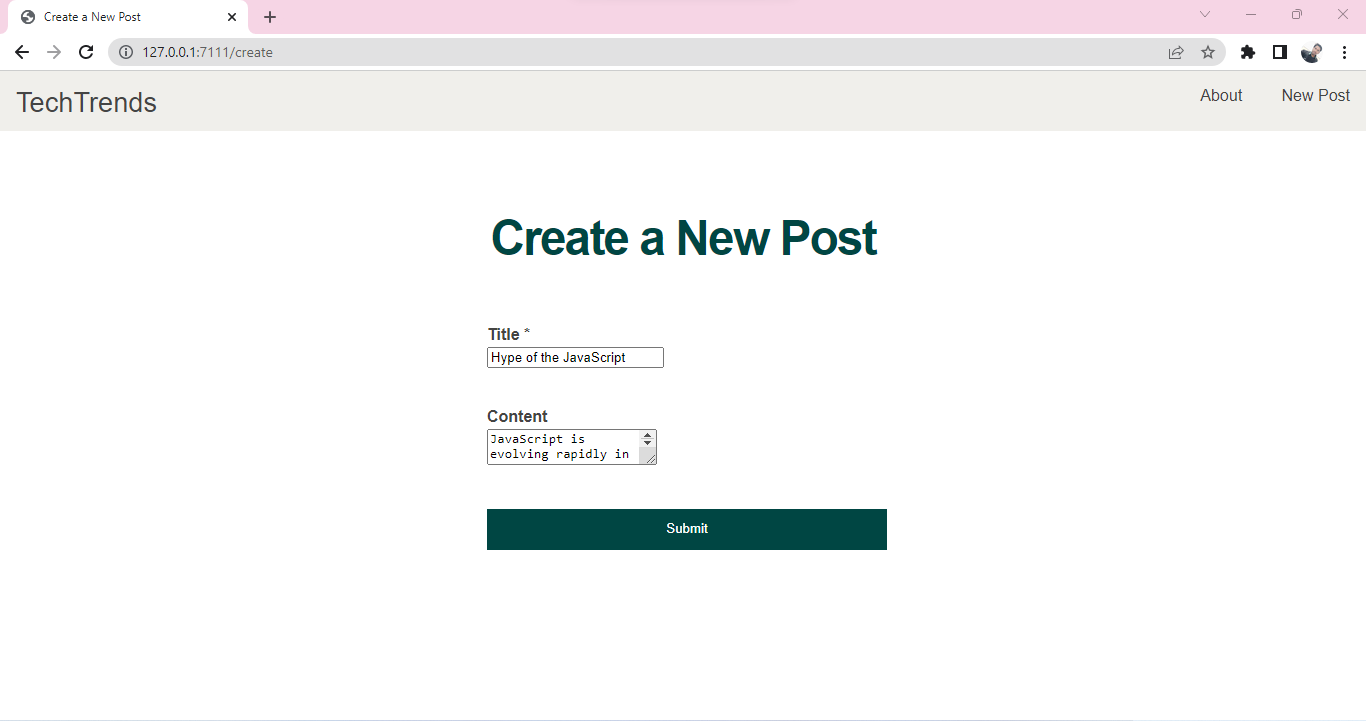 Create a New Post
127.0.0.1:7111/create
TechTrends
About
New Post
Create a New Post
Title *
Hype of the JavaScript
Content
JavaScript is
evolving rapidly in
Submit